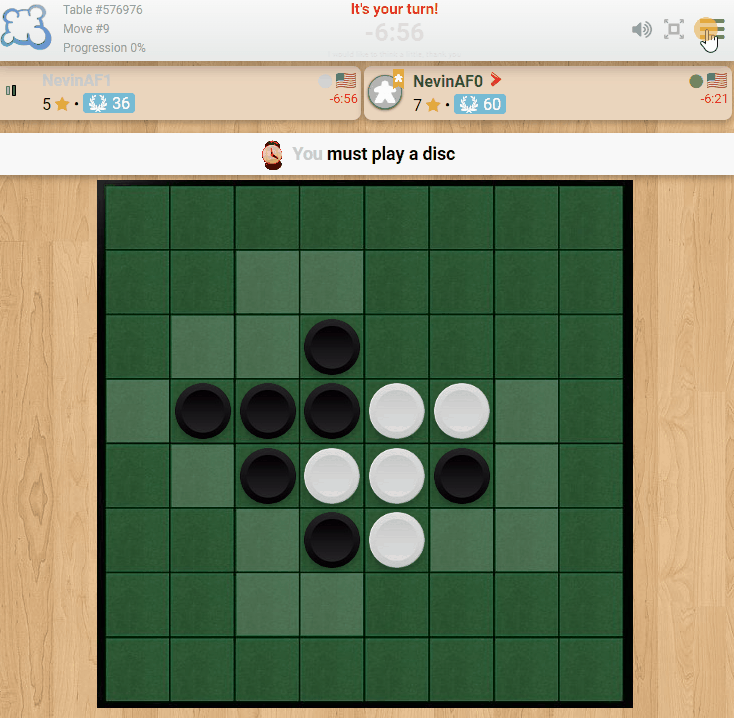 Table #576976
Move #9
Progression 0%
It's your turn!
-6:56
NevinAF1
5 • 36
-6:56
NevinAF0
7 • 60
-6:21
You must play a disc